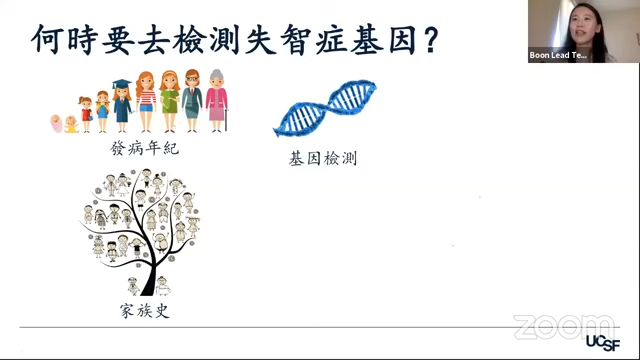 何時要去檢測失智症基因？
Boon Lead Te...
發病年紀
基因檢測
家族史
zoom
UCSF